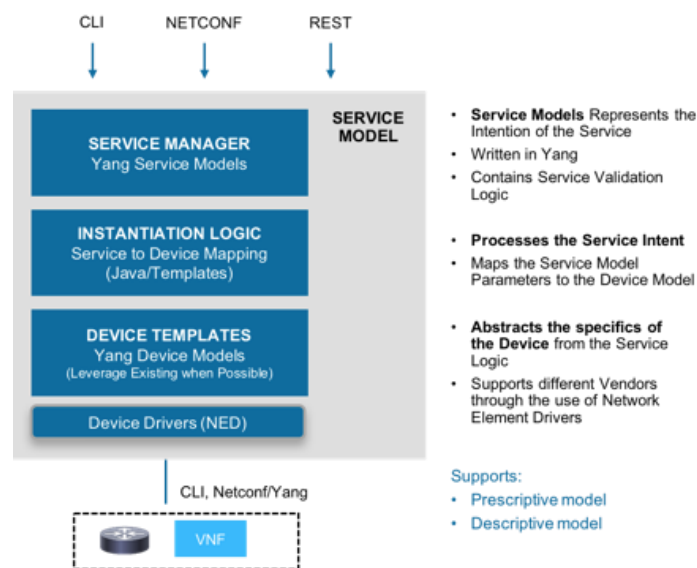 CLI
NETCONF
REST
SERVICE MODEL
SERVICE MANAGER
Yang Service Models
INSTANTIATION LOGIC
Service to Device Mapping
(Java/Templates)
DEVICE TEMPLATES
Yang Device Models
(Leverage Existing when Possible)
Device Drivers (NED)
CLI, Netconf/Yang
VNF
• Service Models Represents the
Intention of the Service
• Written in Yang
• Contains Service Validation
Logic
• Processes the Service Intent
• Maps the Service Model
Parameters to the Device Model
• Abstracts the specifics of
the Device from the Service
Logic
• Supports different Vendors
through the use of Network
Element Drivers
Supports:
• Prescriptive model
• Descriptive model